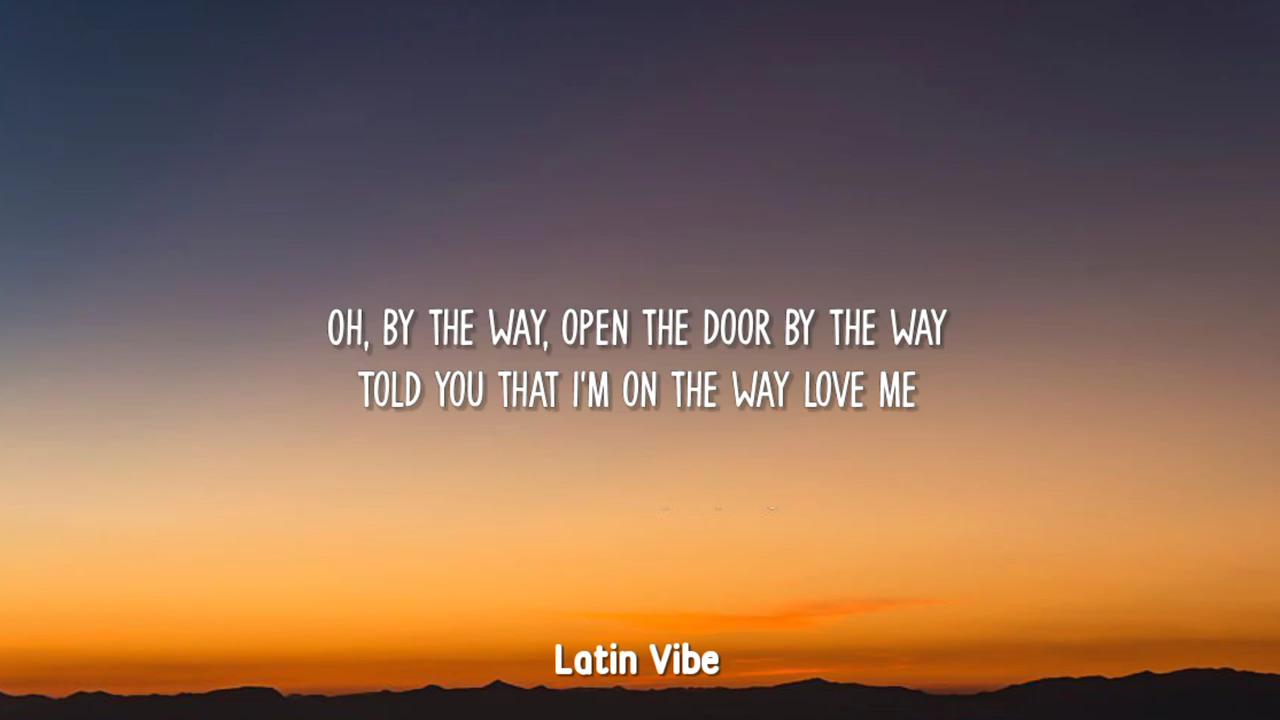 OH, BY THE WAY, OPEN THE DOOR BY THE WAY
TOLD YOU THAT I'M ON THE WAY LOVE ME
Latin Vibe